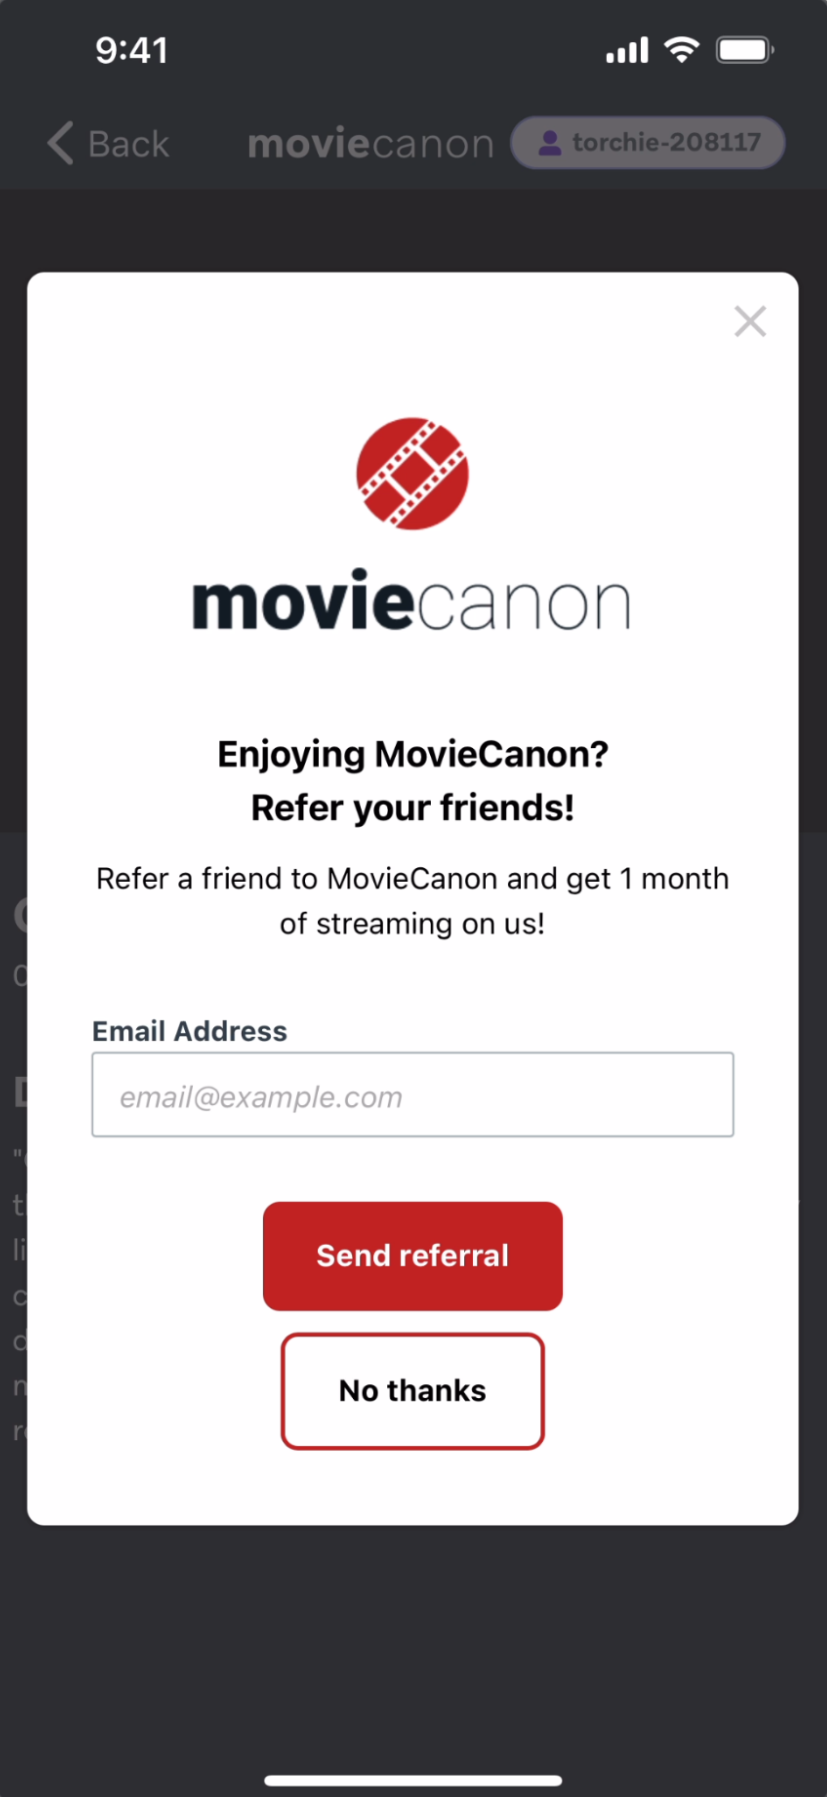 9:41
Back
moviecanon
torchie-208117
moviecanon
Enjoying MovieCanon?
Refer your friends!
Refer a friend to MovieCanon and get 1 month
of streaming on us!
Email Address
email@example.com
Send referral
No thanks